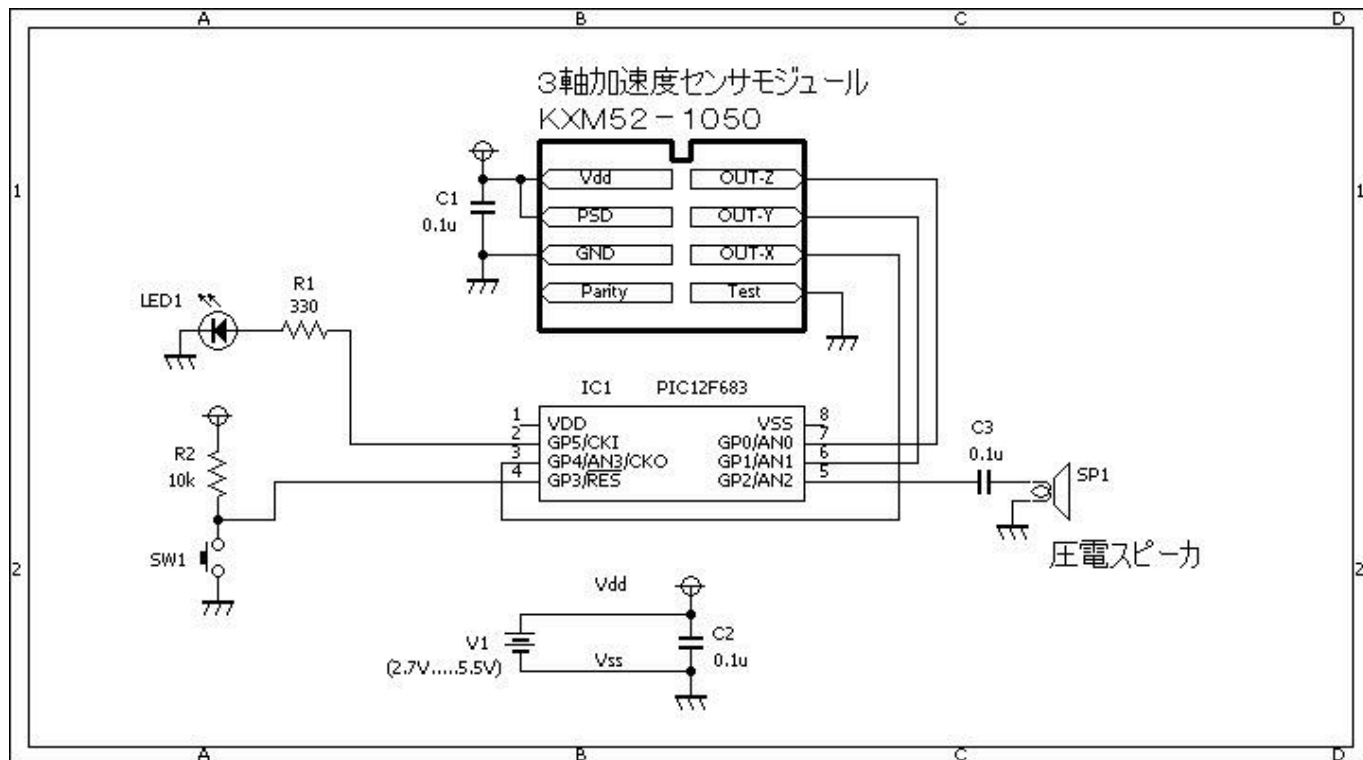 A B C D
3軸加速度センサモジュール
KXM52-1050
Vdd OUT-Z
1 1
C1
0.1u
PSD OUT-Y
GND OUT-X
Parity Test
LED1
R1
330
IC1 PIC12F683
1 VDD VSS 8
2 GP5/CKI GP0/AN0 7
3 GP4/AN3/CKO GP1/AN1 6
4 GP3/RES GP2/AN2 5
R2
10k
C3
0.1u
SP1
圧電スピーカ
SW1
2 2
Vdd
V1
(2.7V.....5.5V)
Vss
C2
0.1u
A B C D